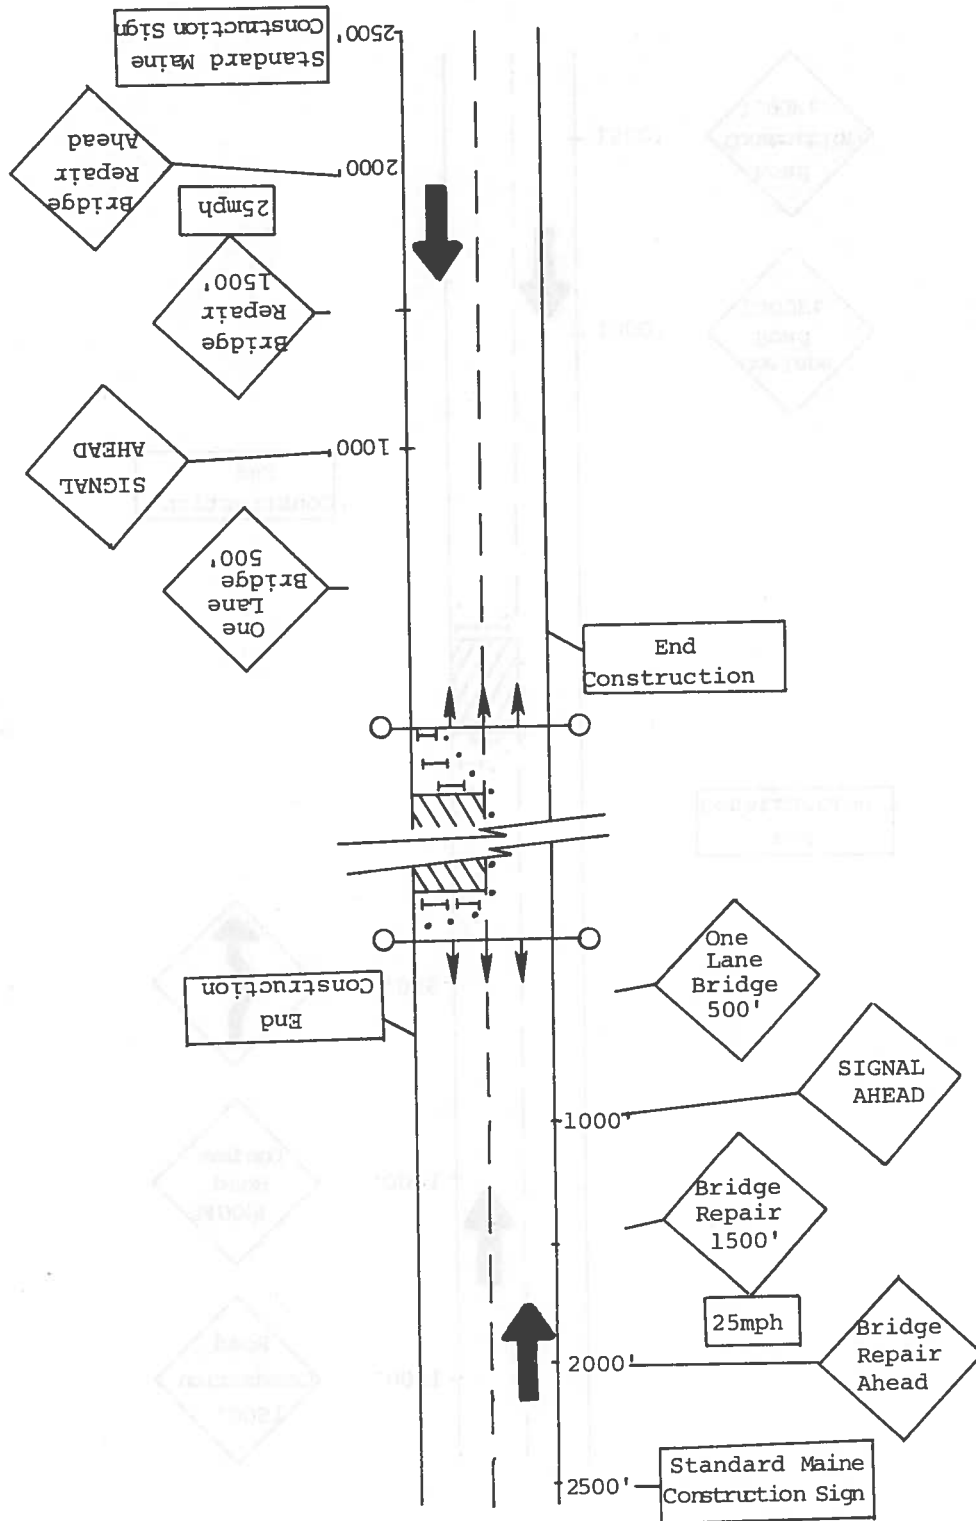 Standard Maine
Construction Sign
2500'
Bridge
Repair
Ahead
2000
25mph
Bridge
Repair
1500'
SIGNAL
AHEAD
1000
One
Lane
Bridge
500'
End
Construction
End
Construction
One
Lane
Bridge
500'
SIGNAL
AHEAD
1000'
Bridge
Repair
1500'
25mph
Bridge
Repair
Ahead
2000'
Standard Maine
Construction Sign
2500'